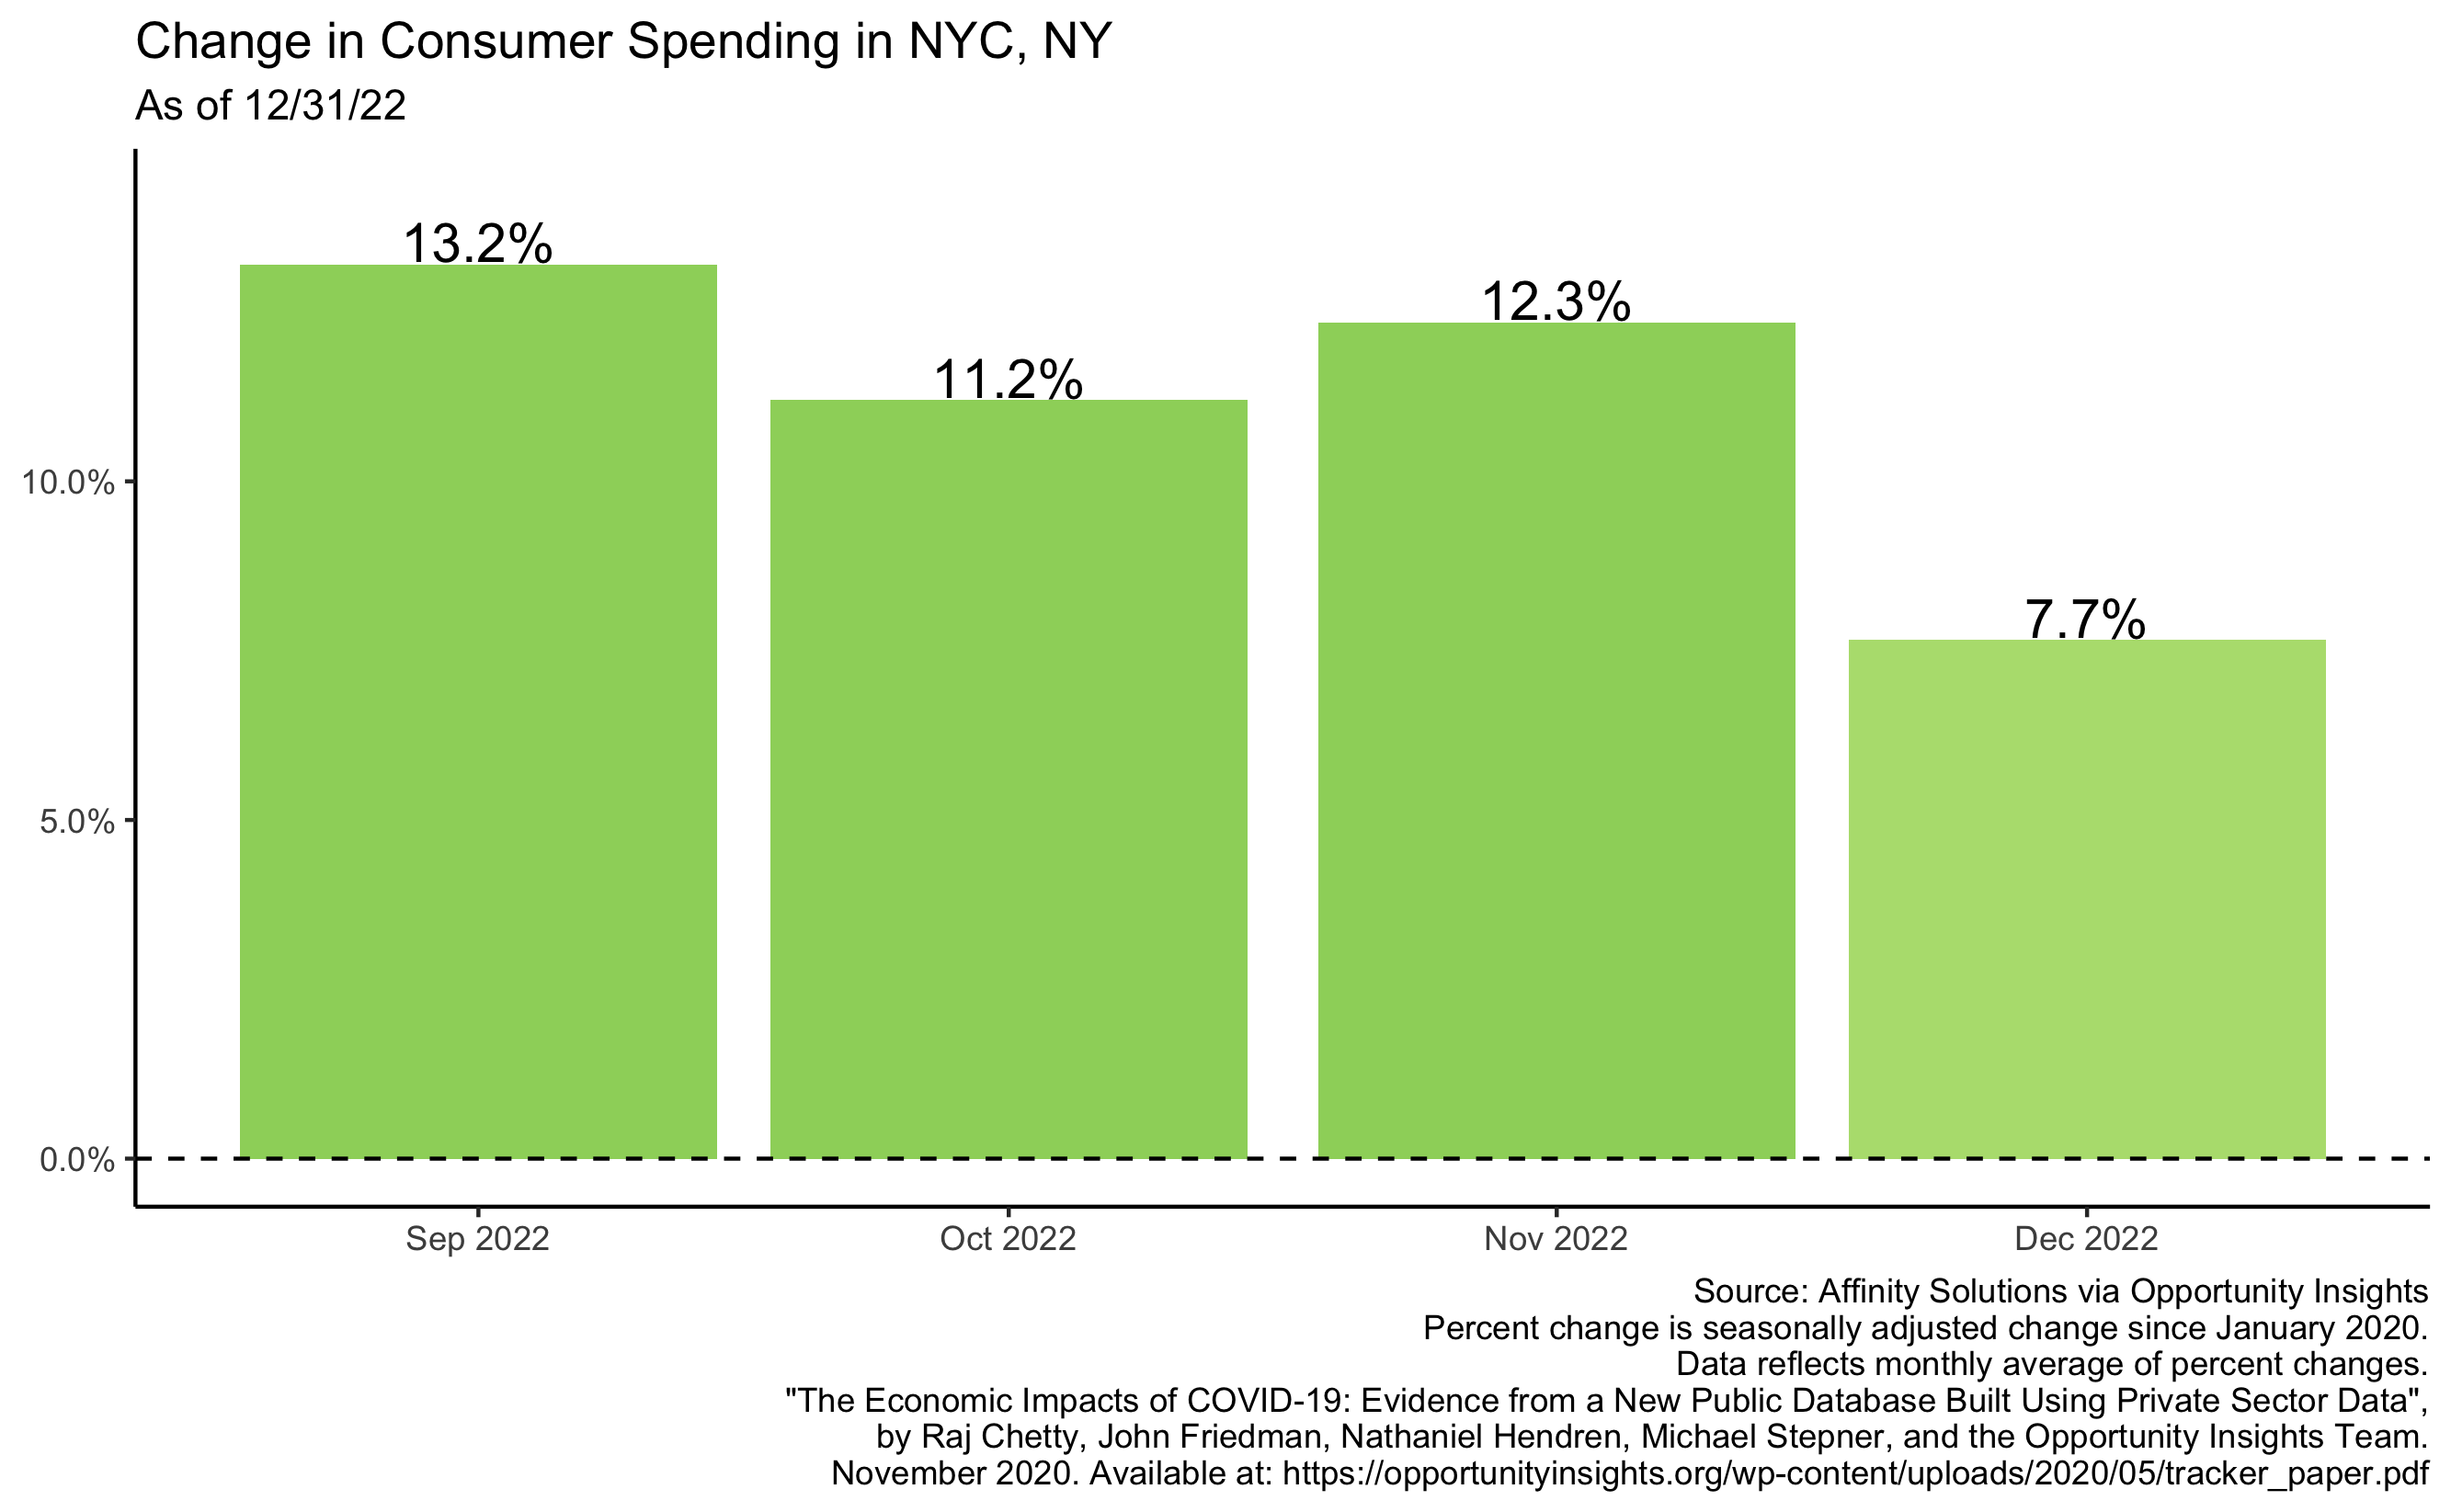 Change in Consumer Spending in NYC, NY
As of 12/31/22
13.2%
11.2%
12.3%
7.7%
10.0%
5.0%
0.0%
Sep 2022
Oct 2022
Nov 2022
Dec 2022
Source: Affinity Solutions via Opportunity Insights
Percent change is seasonally adjusted change since January 2020.
Data reflects monthly average of percent changes.
"The Economic Impacts of COVID-19: Evidence from a New Public Database Built Using Private Sector Data",
by Raj Chetty, John Friedman, Nathaniel Hendren, Michael Stepner, and the Opportunity Insights Team.
November 2020. Available at: https://opportunityinsights.org/wp-content/uploads/2020/05/tracker_paper.pdf